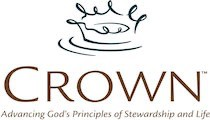 CROWN™
Advancing God's Principles of Stewardship and Life